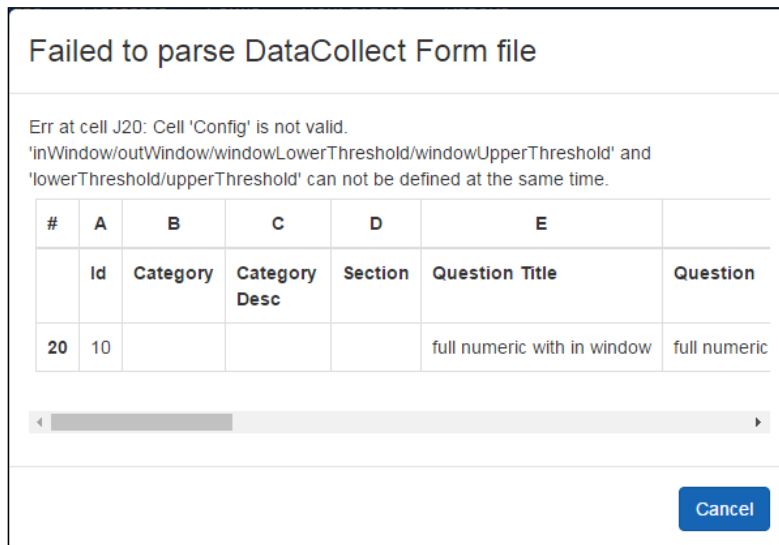 Failed to parse DataCollect Form file
Err at cell J20: Cell 'Config' is not valid.
'inWindow/outWindow/windowLowerThreshold/windowUpperThreshold' and
'lowerThreshold/upperThreshold' can not be defined at the same time.
# A B C D E
Id Category Category Desc Section Question Title Question
20 10 full numeric with in window full numeric
Cancel